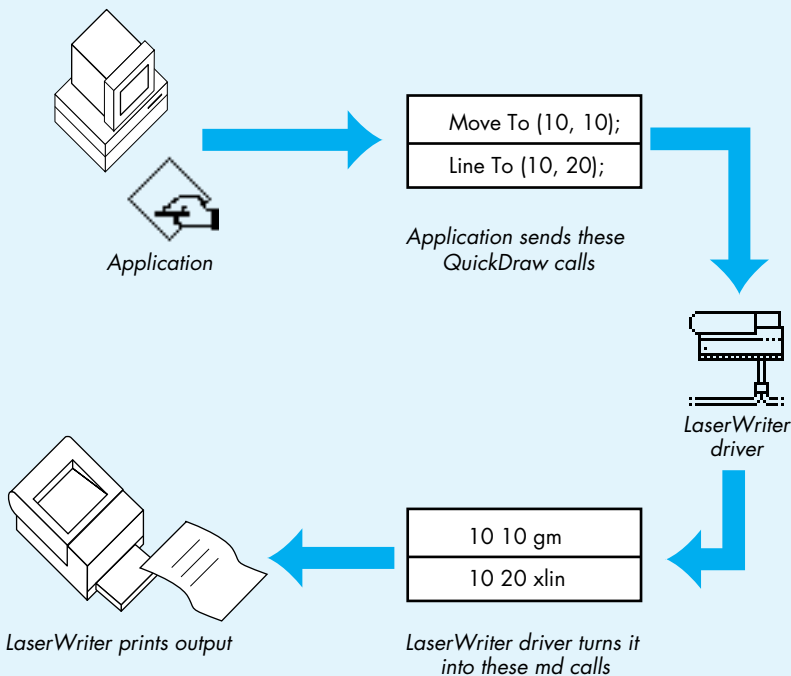 Move To (10, 10);
Line To (10, 20);
Application
Application sends these
QuickDraw calls
LaserWriter
driver
10 10 gm
10 20 xlin
LaserWriter prints output
LaserWriter driver turns it
into these md calls